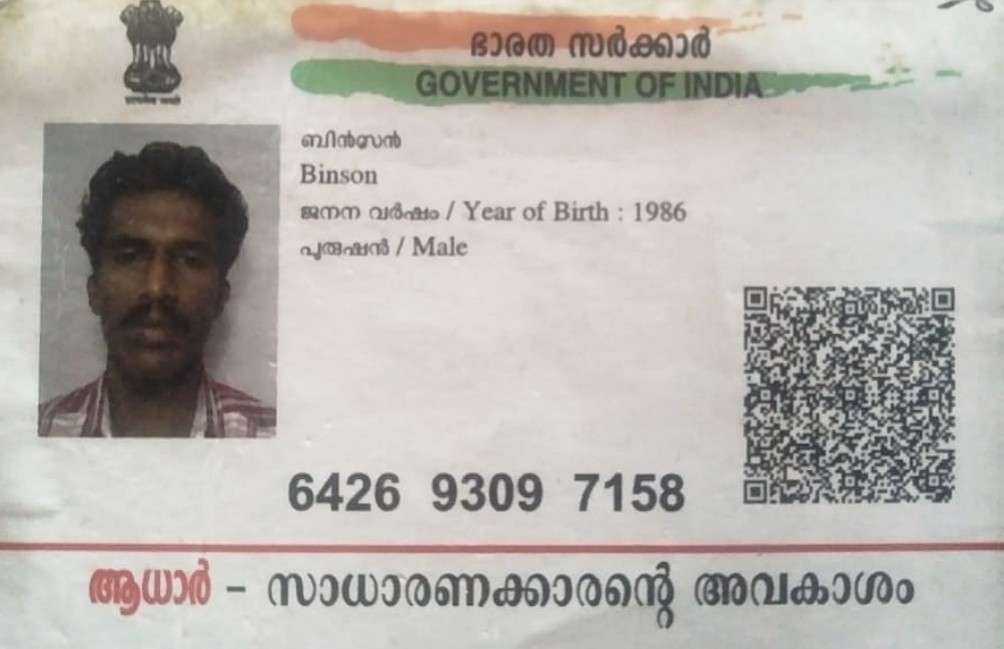 ഭാരത സർക്കാർ
GOVERNMENT OF INDIA
ബിൻസൻ
Binson
ജനന വർഷം / Year of Birth : 1986
പുരുഷൻ / Male
6426 9309 7158
ആധാർ - സാധാരണക്കാരന്റെ അവകാശം